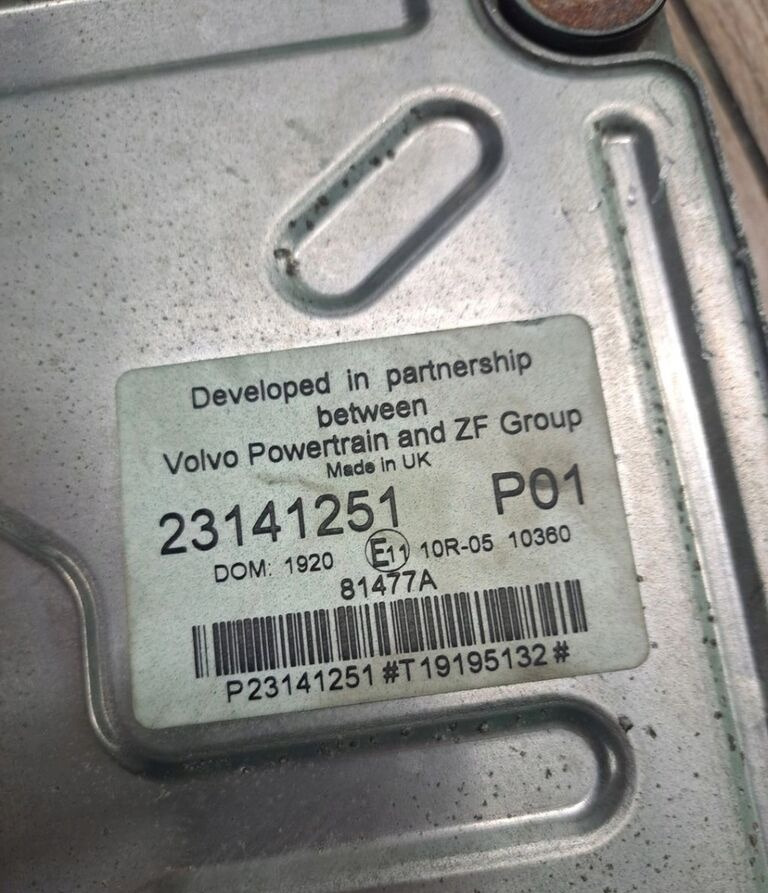 Developed in partnership
between
Volvo Powertrain and ZF Group
Made in UK
23141251 P01
DOM: 1920 E11 10R-05 10360
81477A
P23141251#T19195132#